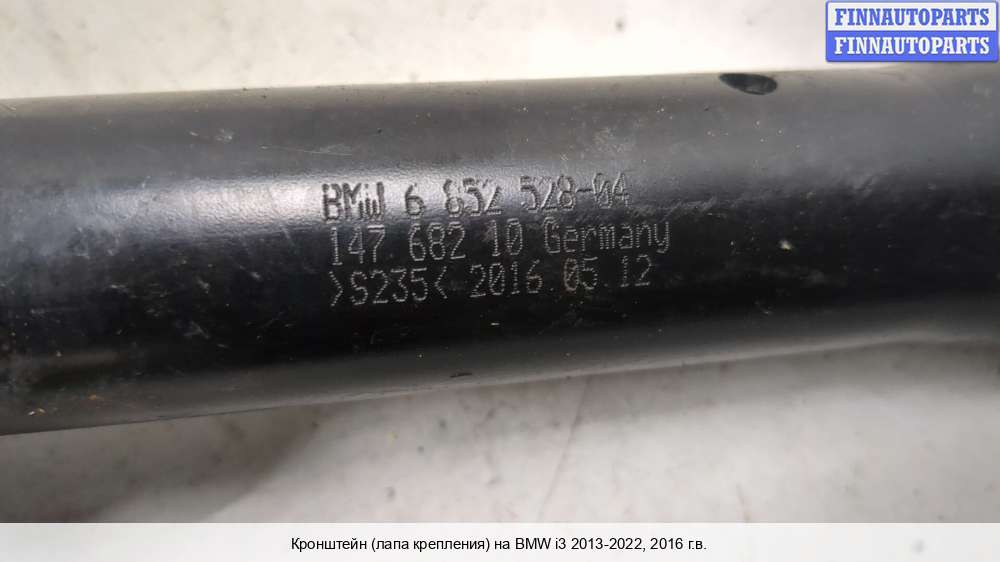 FINNAUTOPARTS
FINNAUTOPARTS
BMW 6 852 528-04
147 682 10 Germany
>S235< 2016 05 12
Кронштейн (лапа крепления) на BMW i3 2013-2022, 2016 г.в.